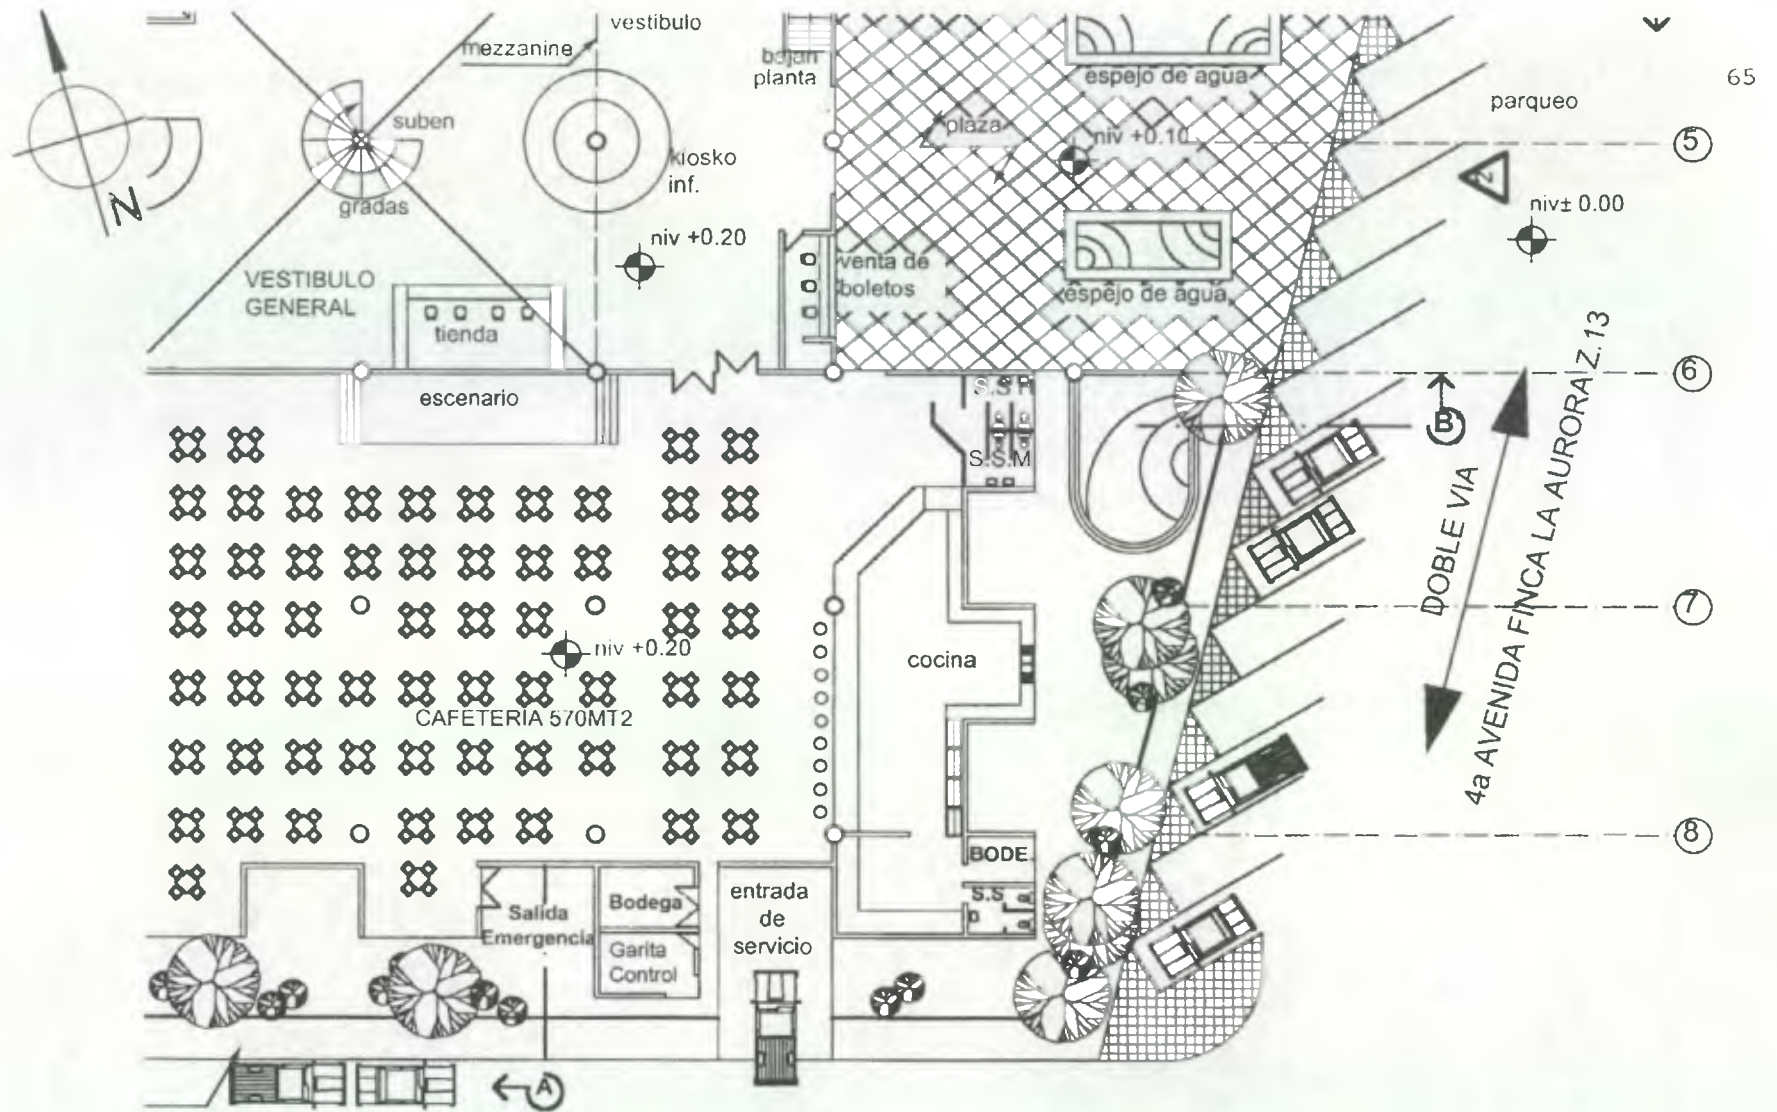 vestibulo
mezzanine
bajan
planta
espejo de agua
parqueo
65
suben
plaza
niv +0.10
5
kiosko
inf.
gradas
N
2
niv± 0.00
niv +0.20
VESTIBULO
GENERAL
venta de
boletos
espejo de agua
tienda
6
escenario
S.S H
B
S.S.M
DOBLE VIA
4a AVENIDA FINCA LA AURORA Z.13
7
niv +0.20
cocina
CAFETERIA 570MT2
8
BODE.
entrada
de
servicio
Bodega
S.S
Salida
Emergencia
Garita
Control
A